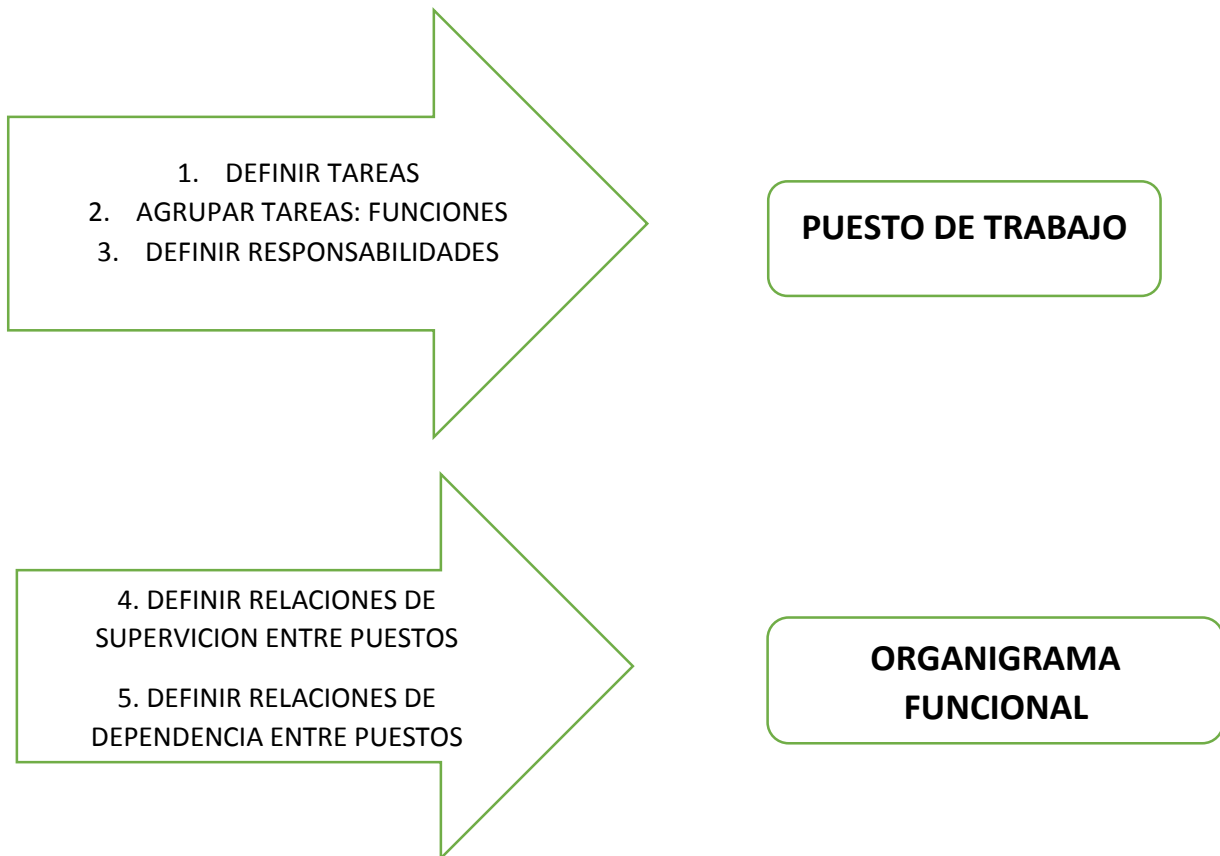 1. DEFINIR TAREAS
2. AGRUPAR TAREAS: FUNCIONES
3. DEFINIR RESPONSABILIDADES
PUESTO DE TRABAJO
4. DEFINIR RELACIONES DE
SUPERVICION ENTRE PUESTOS
5. DEFINIR RELACIONES DE
DEPENDENCIA ENTRE PUESTOS
ORGANIGRAMA
FUNCIONAL